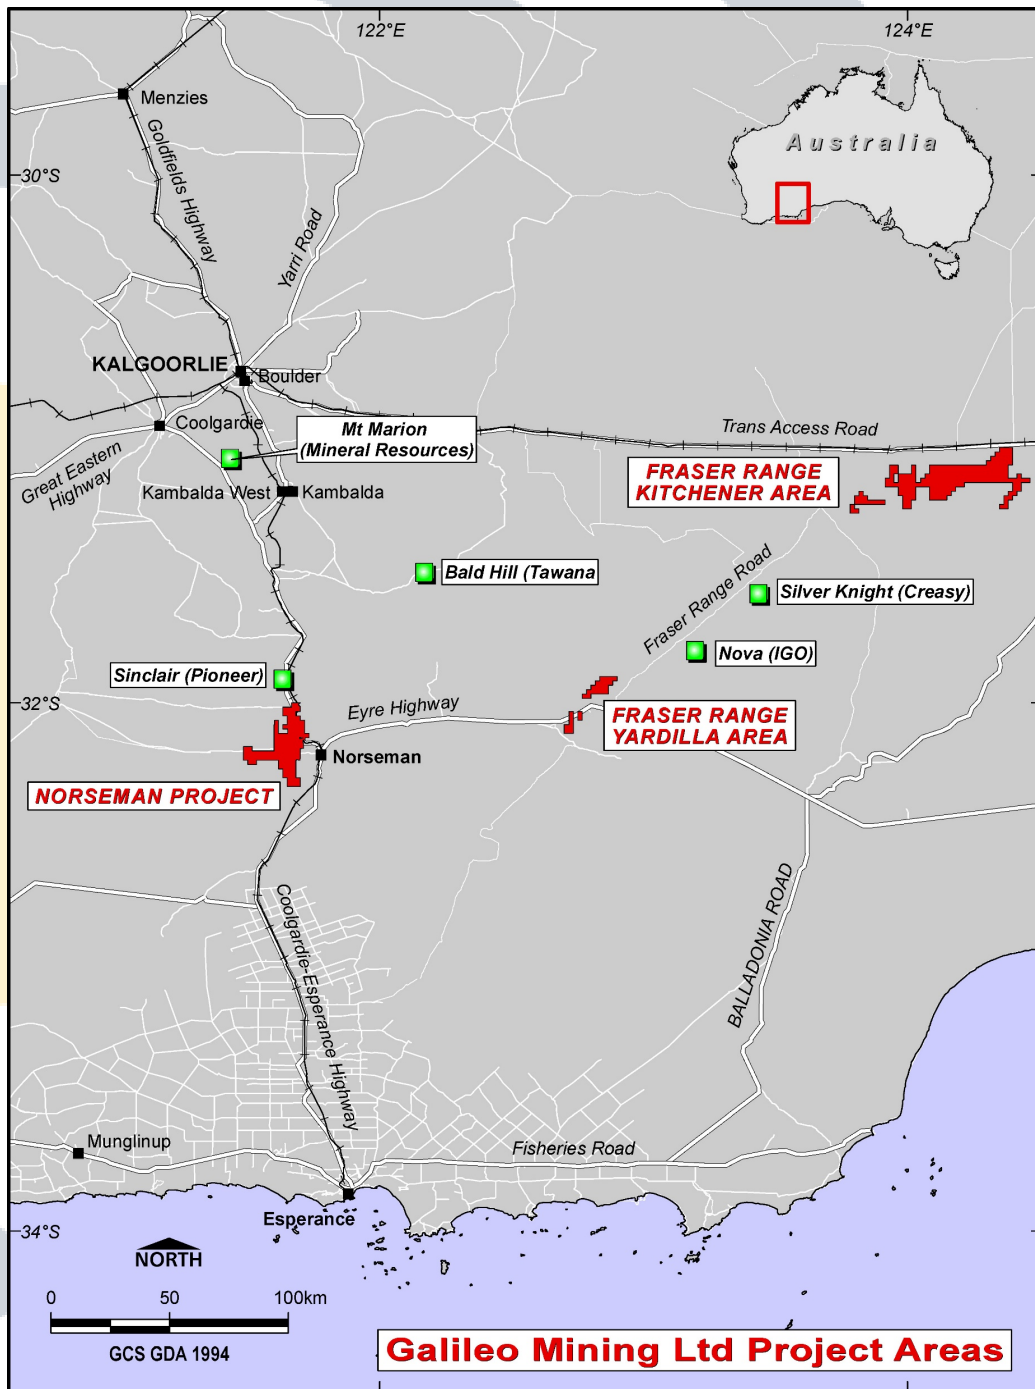 122°E
124°E
Menzies
Goldfields Highway
Yarri Road
Australia
30°S
KALGOORLIE
Boulder
Coolgardie
Great Eastern
Highway
Mt Marion
(Mineral Resources)
Trans Access Road
FRASER RANGE
KITCHENER AREA
Kambalda West
Kambalda
Bald Hill (Tawana
Fraser Range Road
Silver Knight (Creasy)
Nova (IGO)
Sinclair (Pioneer)
32°S
Eyre Highway
FRASER RANGE
YARDILLA AREA
Norseman
NORSEMAN PROJECT
Coolgardie-Esperance Highway
BALLADONIA ROAD
Munglinup
Fisheries Road
Esperance
34°S
NORTH
0 50 100km
GCS GDA 1994
Galileo Mining Ltd Project Areas